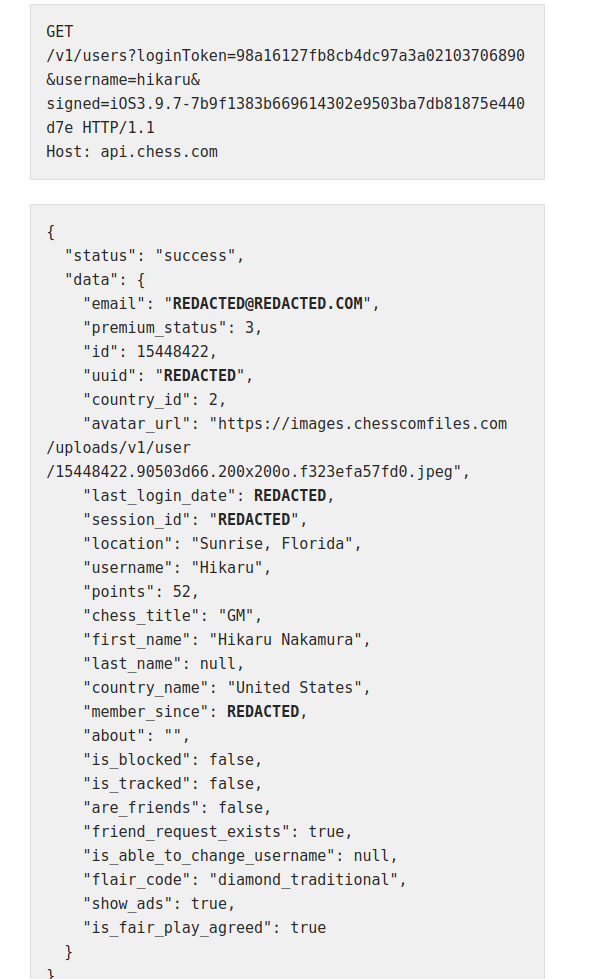 GET
/v1/users?loginToken=98a16127fb8cb4dc97a3a02103706890
&username=hikaru&
signed=iOS3.9.7-7b9f1383b669614302e9503ba7db81875e440
d7e HTTP/1.1
Host: api.chess.com
{
"status": "success",
"data": {
"email": "REDACTED@REDACTED.COM",
"premium_status": 3,
"id": 15448422,
"uuid": "REDACTED",
"country_id": 2,
"avatar_url": "https://images.chesscomfiles.com
/uploads/v1/user
/15448422.90503d66.200x200o.f323efa57fd0.jpeg",
"last_login_date": REDACTED,
"session_id": "REDACTED",
"location": "Sunrise, Florida",
"username": "Hikaru",
"points": 52,
"chess_title": "GM",
"first_name": "Hikaru Nakamura",
"last_name": null,
"country_name": "United States",
"member_since": REDACTED,
"about": "",
"is_blocked": false,
"is_tracked": false,
"are_friends": false,
"friend_request_exists": true,
"is_able_to_change_username": null,
"flair_code": "diamond_traditional",
"show_ads": true,
"is_fair_play_agreed": true
}
}